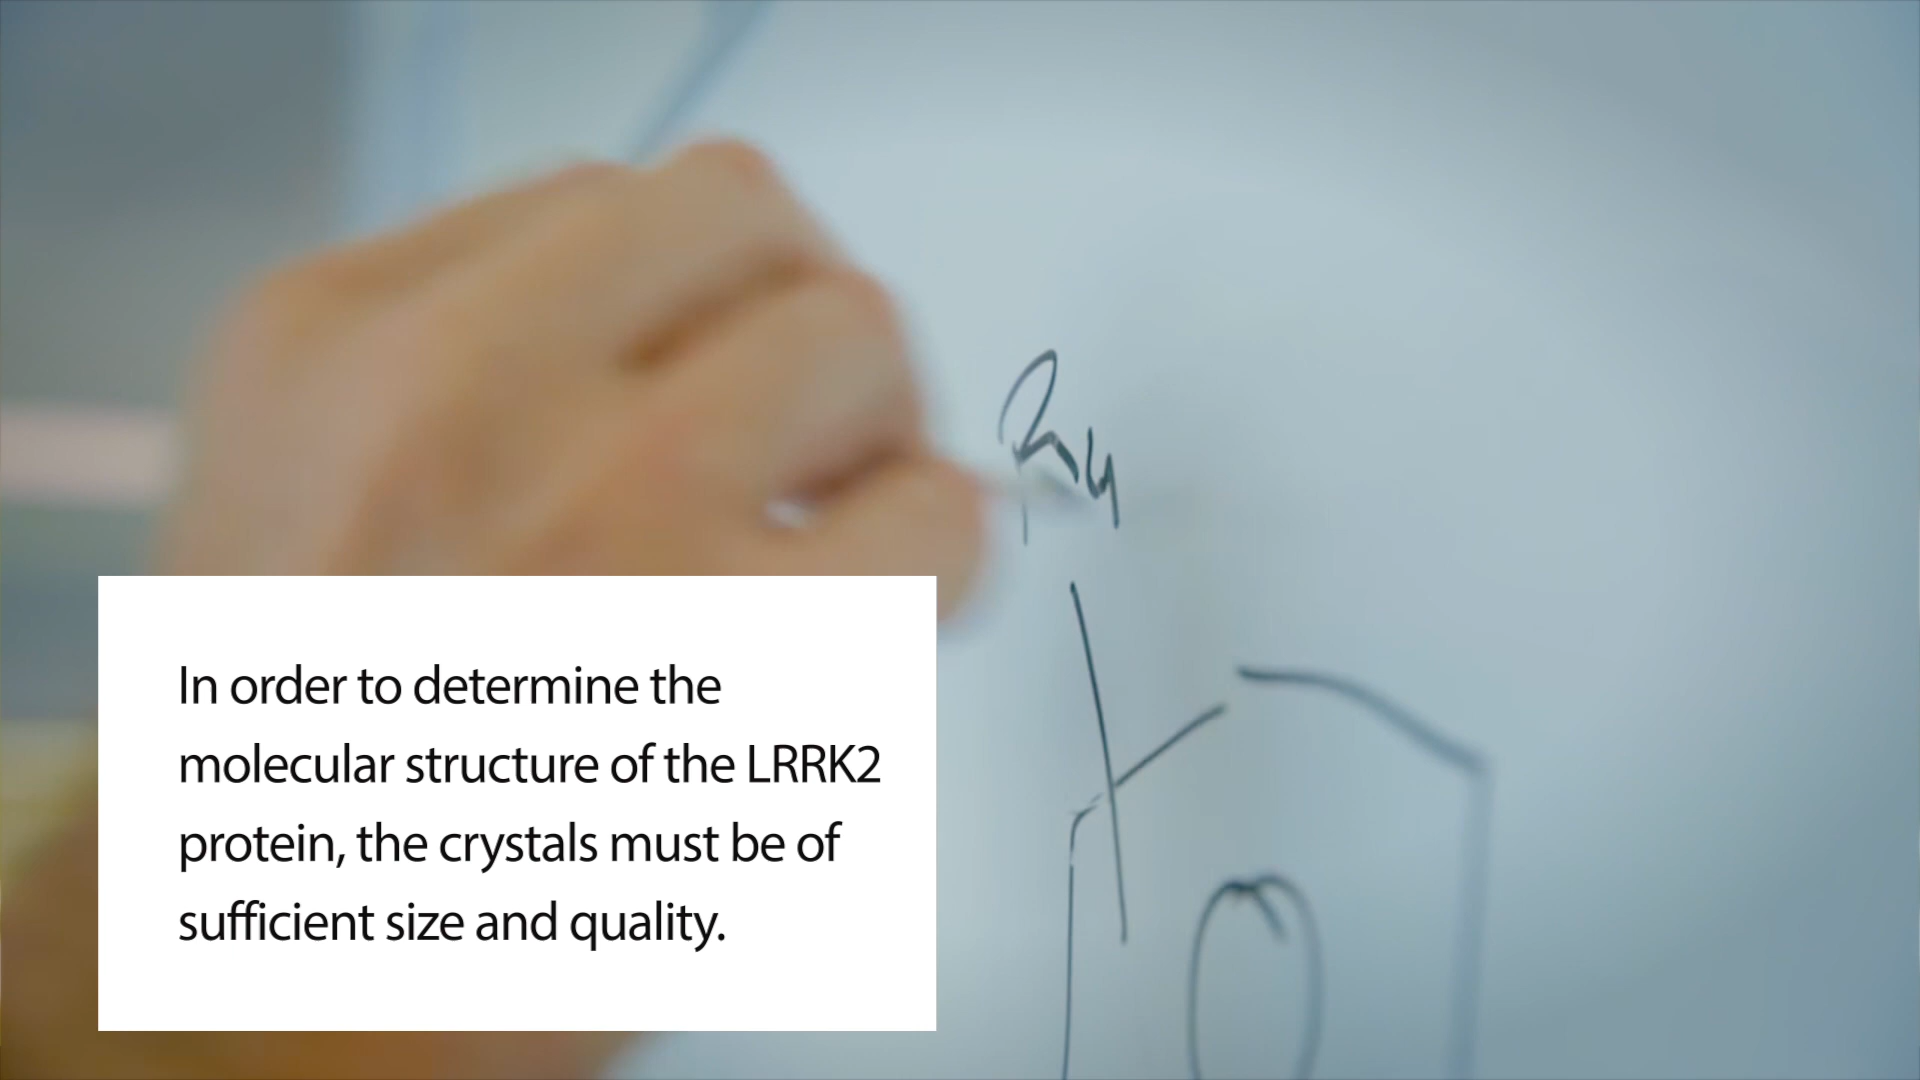 R4
In order to determine the
molecular structure of the LRRK2
protein, the crystals must be of
sufficient size and quality.